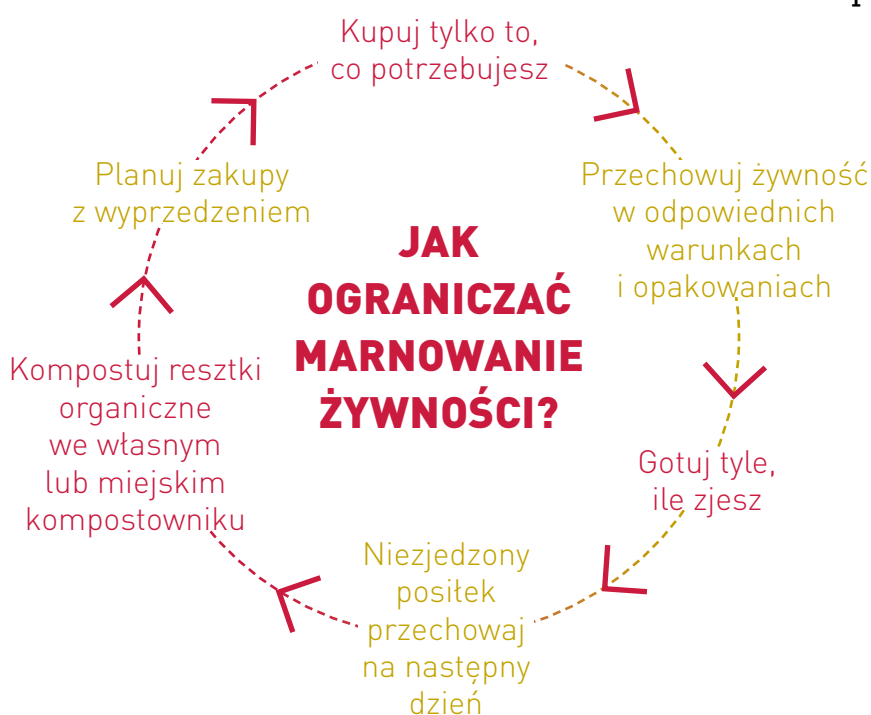 Kupuj tylko to,
co potrzebujesz
Przechowuj żywność
w odpowiednich
warunkach
i opakowaniach
Gotuj tyle,
ile zjesz
Niezjedzony
posiłek
przechowaj
na następny
dzień
Kompostuj resztki
organiczne
we własnym
lub miejskim
kompostowniku
Planuj zakupy
z wyprzedzeniem
JAK
OGRANICZAĆ
MARNOWANIE
ŻYWNOŚCI?